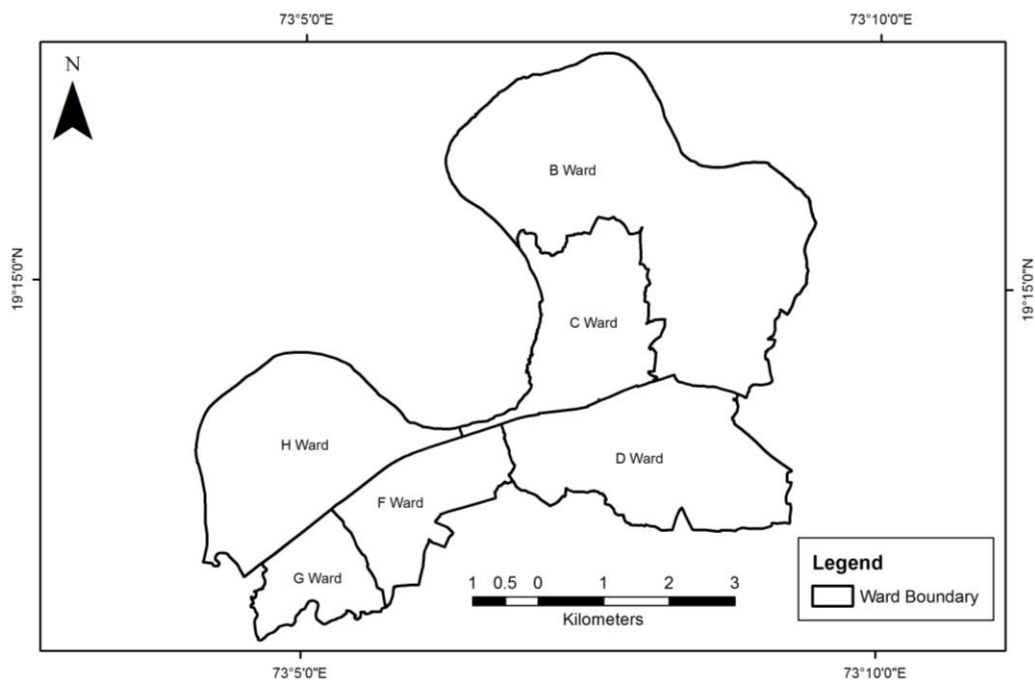 73°5'0"E
73°10'0"E
N
B Ward
19°15'0"N
19°15'0"N
C Ward
H Ward
D Ward
F Ward
G Ward
Legend
Ward Boundary
1 0.5 0 1 2 3
Kilometers
73°5'0"E
73°10'0"E